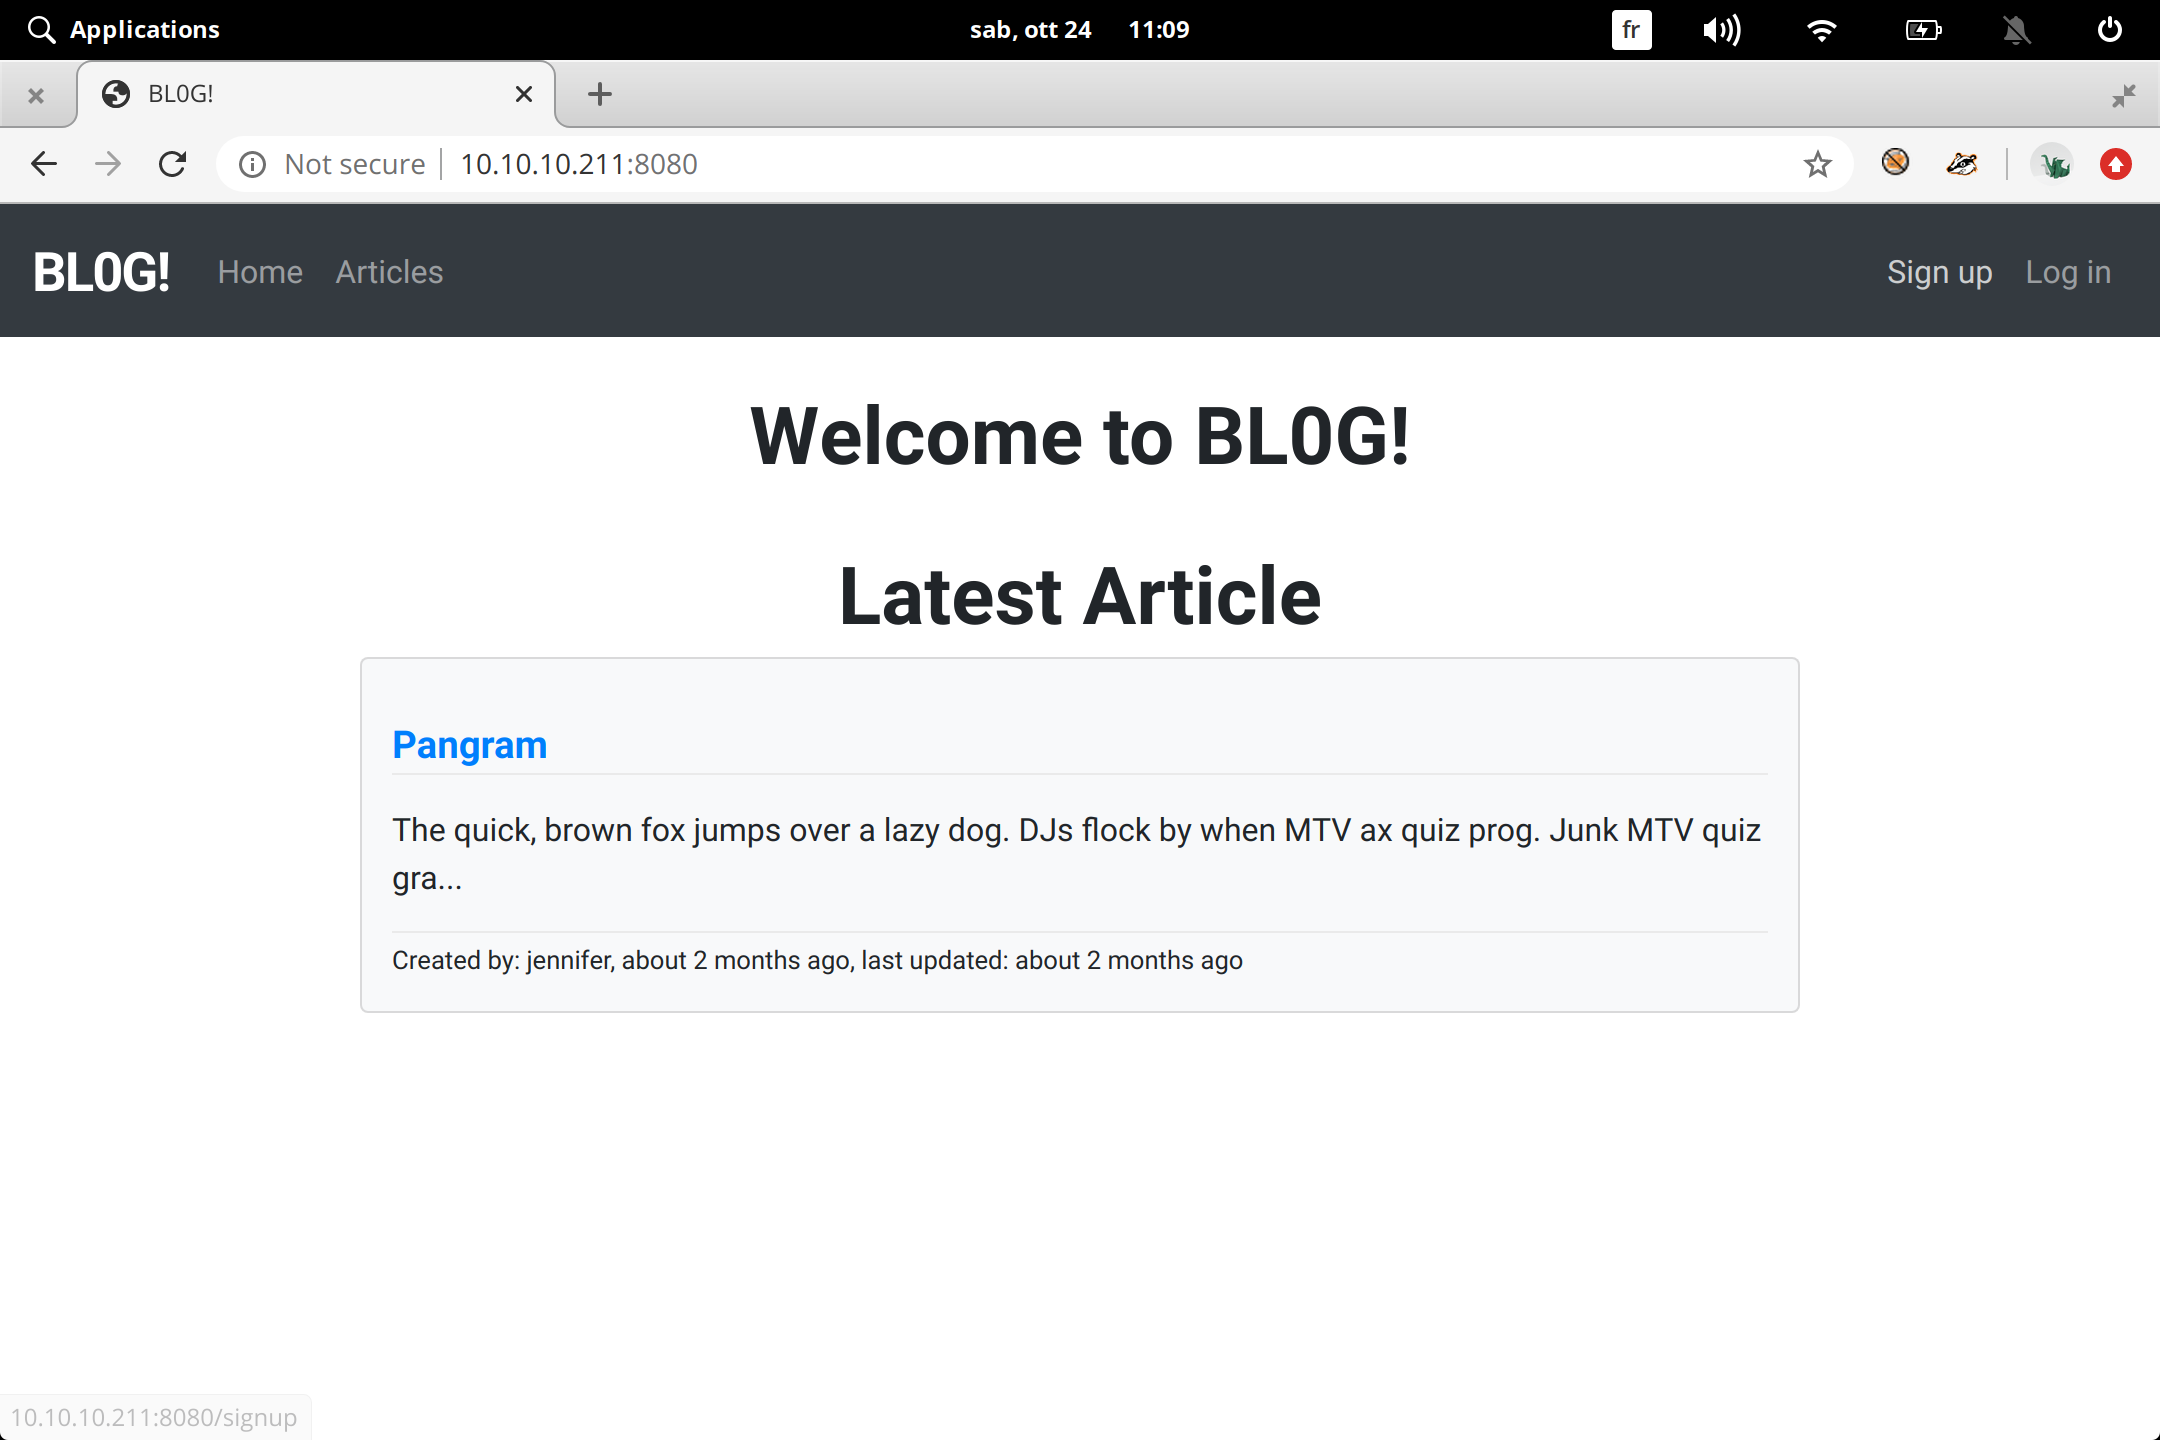 Applications
sab, ott 24 11:09
fr
BL0G!
Not secure 10.10.10.211:8080
BL0G! Home Articles Sign up Log in
Welcome to BL0G!
Latest Article
Pangram
The quick, brown fox jumps over a lazy dog. DJs flock by when MTV ax quiz prog. Junk MTV quiz
gra...
Created by: jennifer, about 2 months ago, last updated: about 2 months ago
10.10.10.211:8080/signup